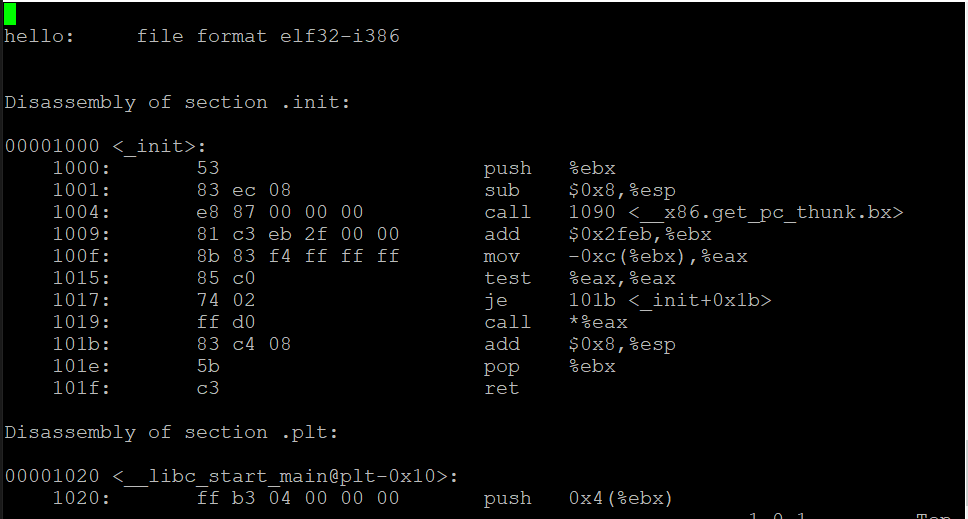 hello:     file format elf32-i386
Disassembly of section .init:
00001000 <_init>:
    1000:       53                      push   %ebx
    1001:       83 ec 08                sub    $0x8,%esp
    1004:       e8 87 00 00 00          call   1090 <__x86.get_pc_thunk.bx>
    1009:       81 c3 eb 2f 00 00       add    $0x2feb,%ebx
    100f:       8b 83 f4 ff ff ff       mov    -0xc(%ebx),%eax
    1015:       85 c0                   test   %eax,%eax
    1017:       74 02                   je     101b <_init+0x1b>
    1019:       ff d0                   call   *%eax
    101b:       83 c4 08                add    $0x8,%esp
    101e:       5b                      pop    %ebx
    101f:       c3                      ret
Disassembly of section .plt:
00001020 <__libc_start_main@plt-0x10>:
    1020:       ff b3 04 00 00 00       push   0x4(%ebx)